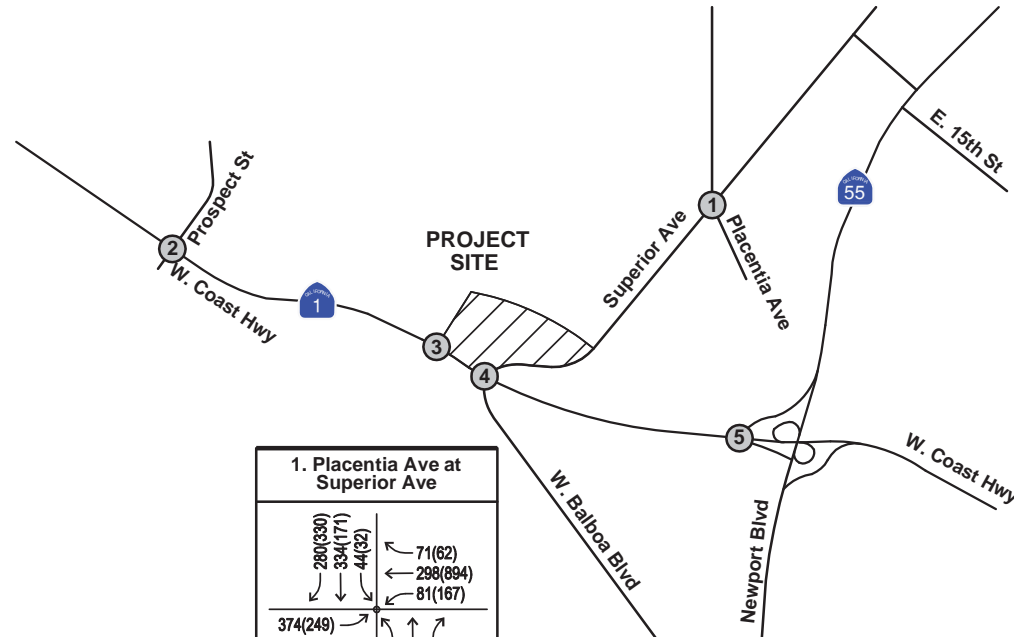 E. 15th St
CALIFORNIA
55
Prospect St
1
Placentia Ave
2
PROJECT
SITE
Superior Ave
W. Coast Hwy
CALIFORNIA
1
3
4
5
W. Coast Hwy
W. Balboa Blvd
Newport Blvd
1. Placentia Ave at
Superior Ave
280(330)
334(171)
44(32)
71(62)
298(894)
81(167)
374(249)